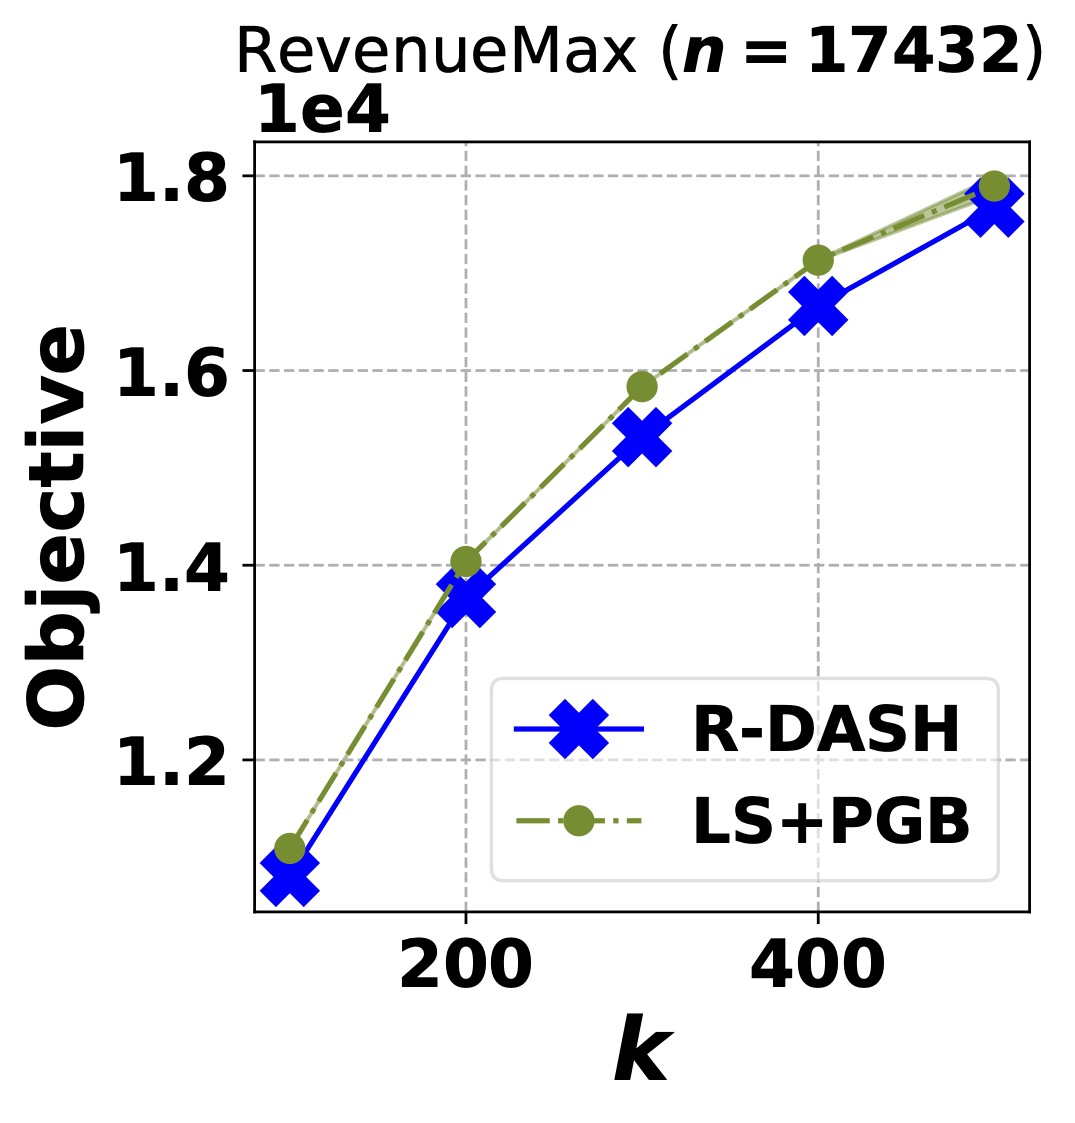 RevenueMax (n = 17432)
1e4
1.8
1.6
1.4
1.2
Objective
R-DASH
LS+PGB
200 400
k